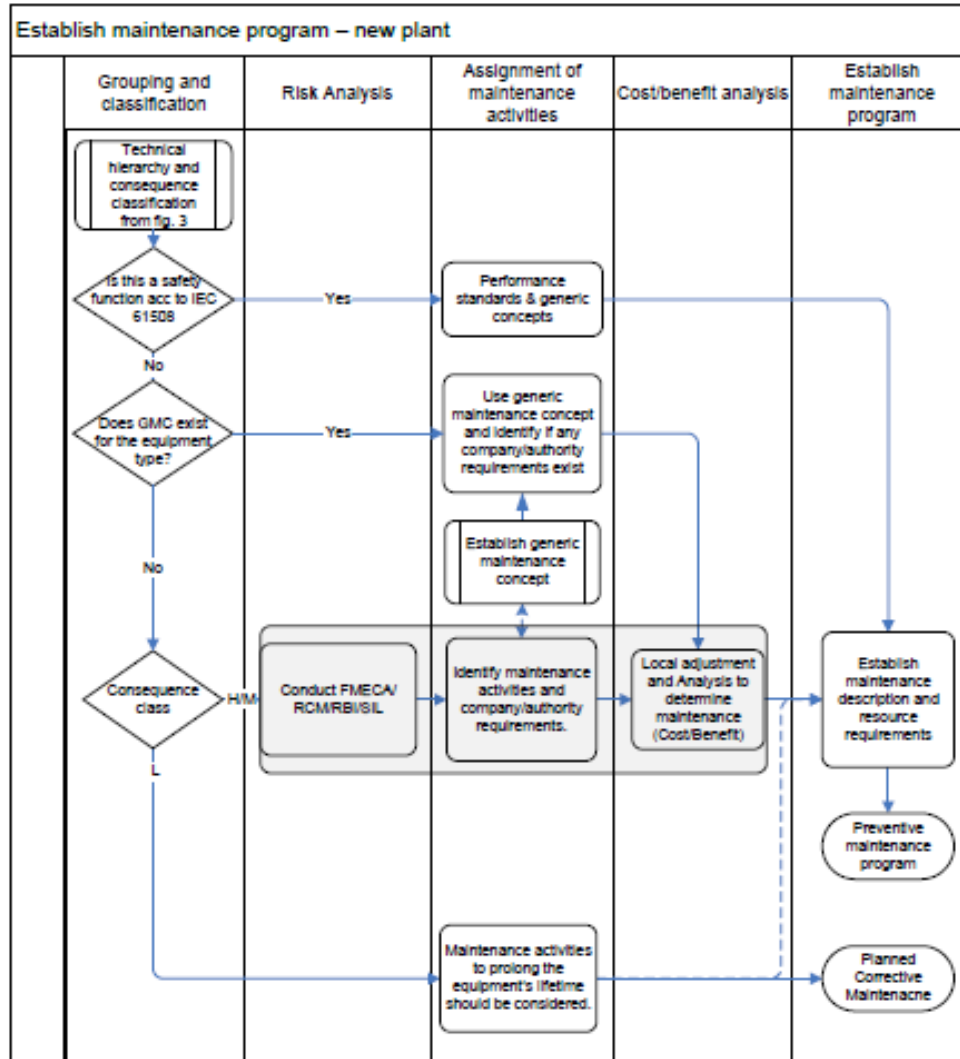 Establish maintenance program – new plant
Grouping and
classification
Risk Analysis
Assignment of
maintenance
activities
Cost/benefit analysis
Establish
maintenance
program
Technical
hierarchy and
consequence
classification
from fig. 3
Is this a safety
function acc to IEC
61508
Yes
Performance
standards & generic
concepts
No
Does GMC exist
for the equipment
type?
Yes
Use generic
maintenance concept
and identify if any
company/authority
requirements exist
Establish generic
maintenance
concept
No
Consequence
class
H/M
Conduct FMECA/
RCM/RBI/SIL
Identify maintenance
activities and
company/authority
requirements.
Local adjustment
and Analysis to
determine
maintenance
(Cost/Benefit)
Establish
maintenance
description and
resource
requirements
L
Preventive
maintenance
program
Maintenance activities
to prolong the
equipment's lifetime
should be considered.
Planned
Corrective
Maintenacne